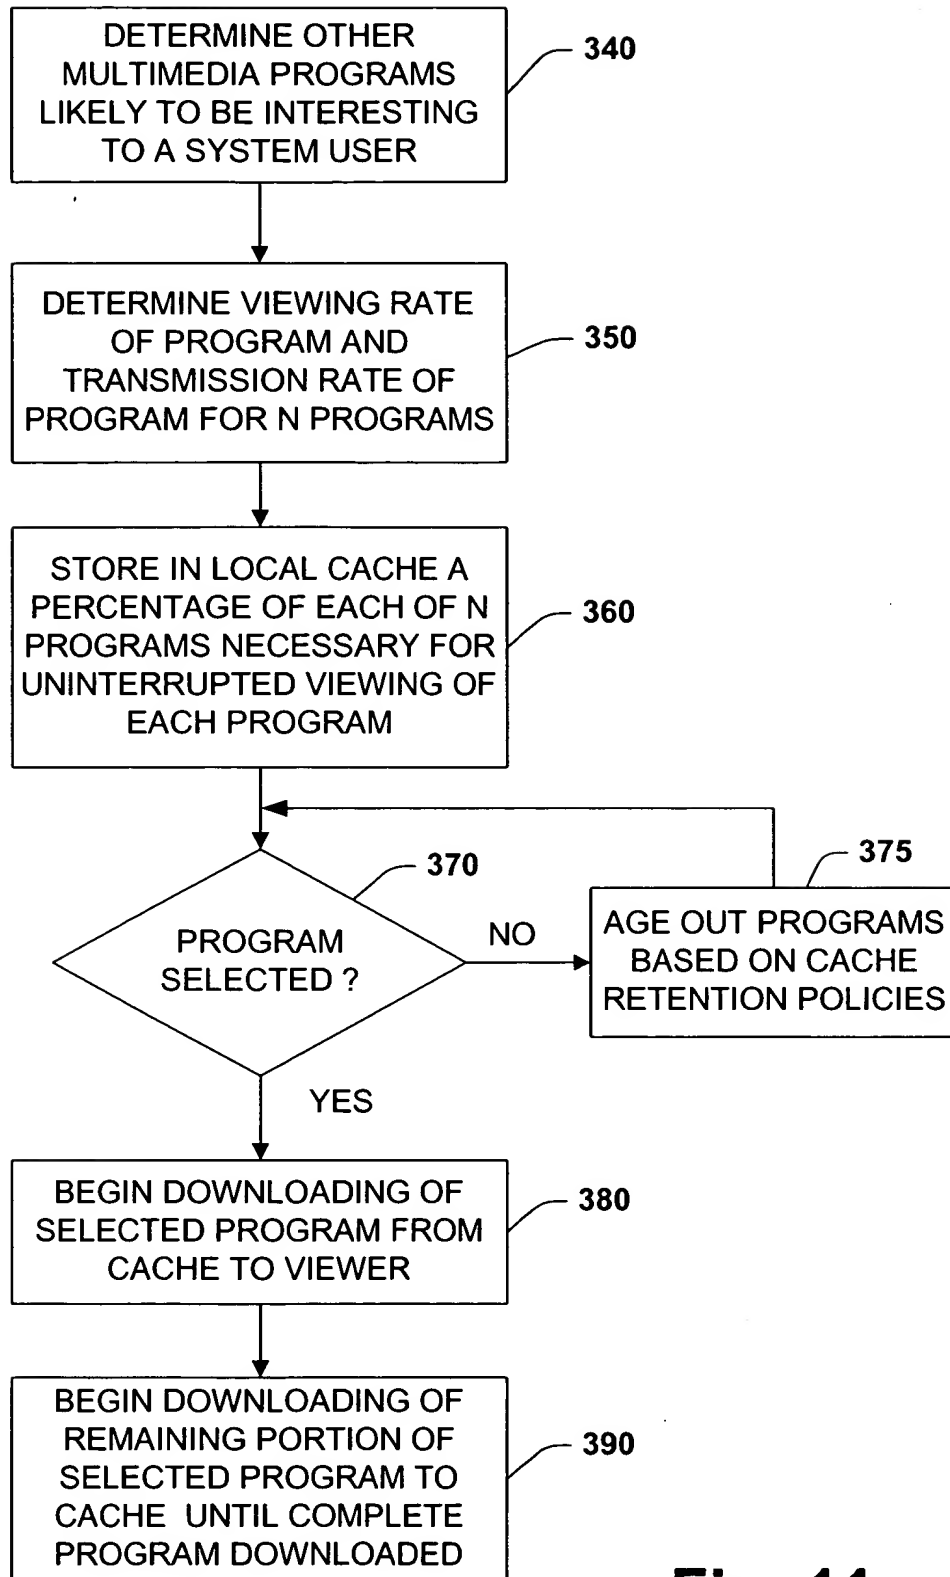 DETERMINE OTHER
MULTIMEDIA PROGRAMS
LIKELY TO BE INTERESTING
TO A SYSTEM USER
340
DETERMINE VIEWING RATE
OF PROGRAM AND
TRANSMISSION RATE OF
PROGRAM FOR N PROGRAMS
350
STORE IN LOCAL CACHE A
PERCENTAGE OF EACH OF N
PROGRAMS NECESSARY FOR
UNINTERRUPTED VIEWING OF
EACH PROGRAM
360
370
PROGRAM
SELECTED ?
NO
375
AGE OUT PROGRAMS
BASED ON CACHE
RETENTION POLICIES
YES
BEGIN DOWNLOADING OF
SELECTED PROGRAM FROM
CACHE TO VIEWER
380
BEGIN DOWNLOADING OF
REMAINING PORTION OF
SELECTED PROGRAM TO
CACHE UNTIL COMPLETE
PROGRAM DOWNLOADED
390